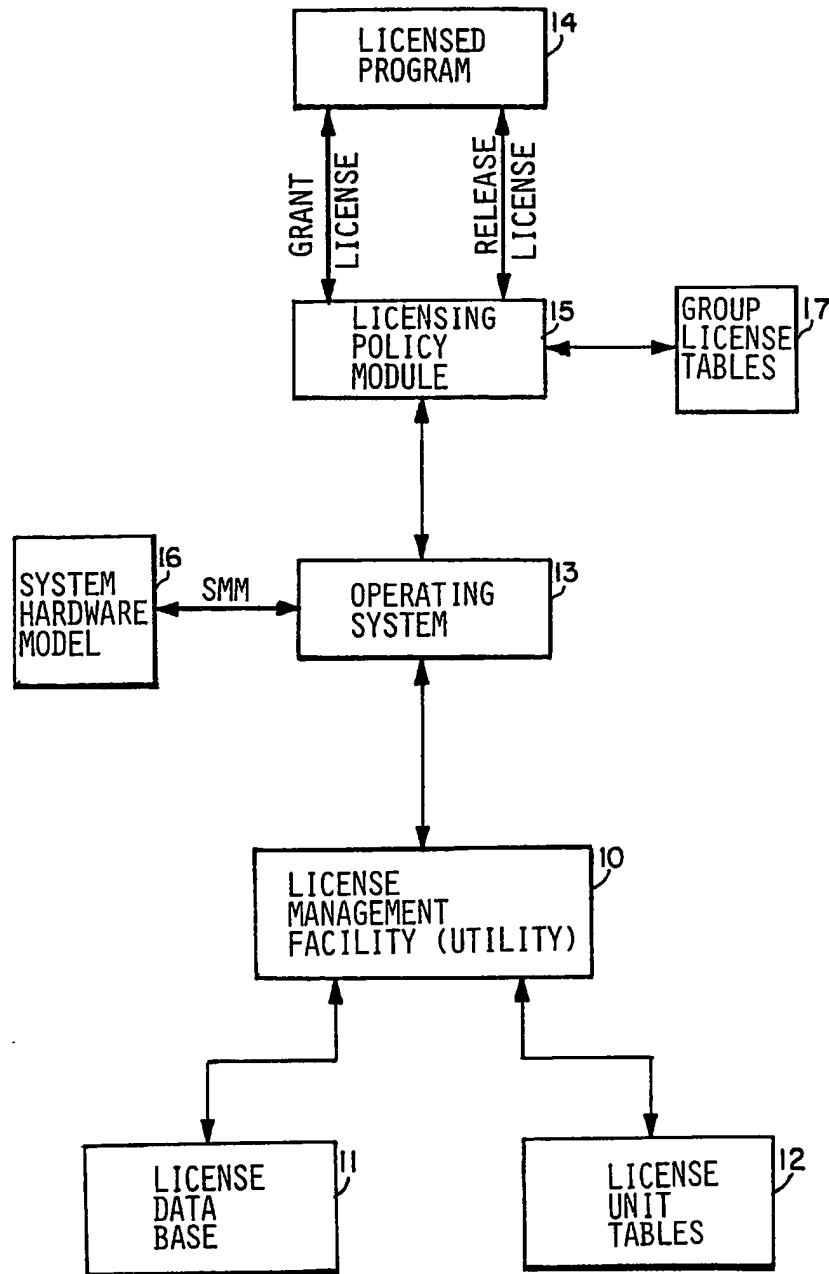 LICENSED
PROGRAM
14
GRANT
LICENSE
RELEASE
LICENSE
LICENSING
POLICY
MODULE
15
GROUP
LICENSE
TABLES
17
SYSTEM
HARDWARE
MODEL
16
SMM
OPERATING
SYSTEM
13
LICENSE
MANAGEMENT
FACILITY (UTILITY)
10
LICENSE
DATA
BASE
11
LICENSE
UNIT
TABLES
12